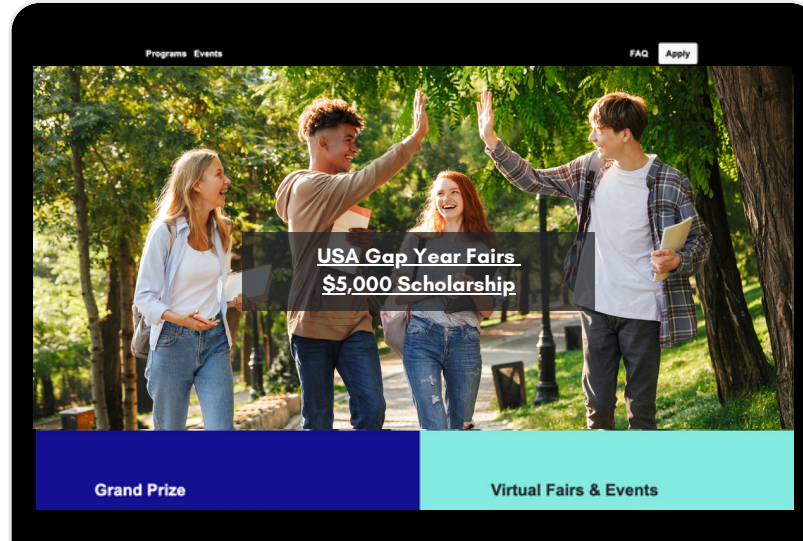 Programs Events
FAQ Apply
USA Gap Year Fairs
$5,000 Scholarship
Grand Prize
Virtual Fairs & Events